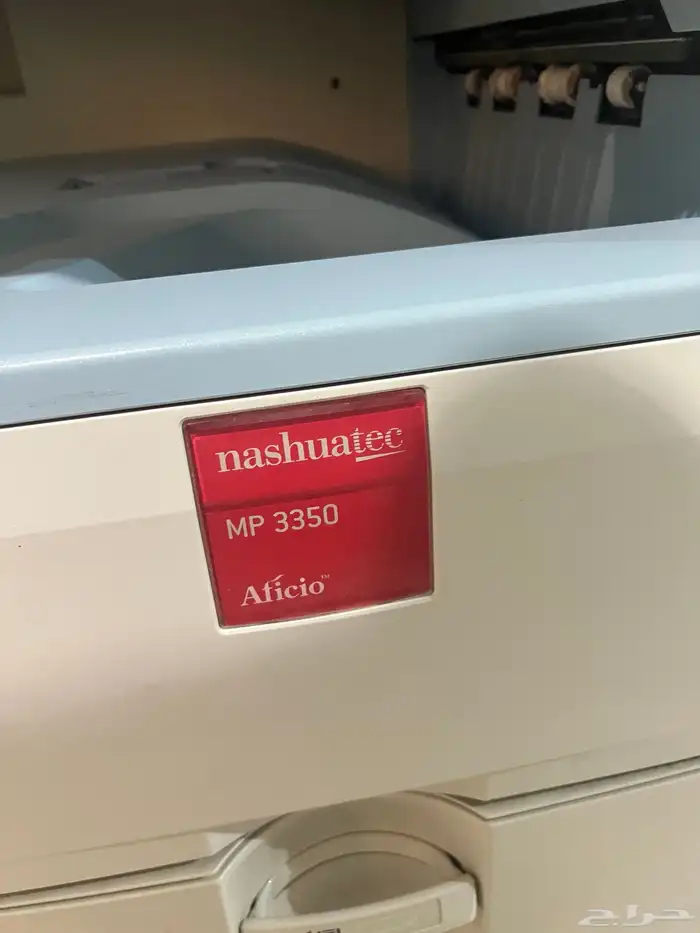 nashuatec
MP 3350
Aficio™
حراج